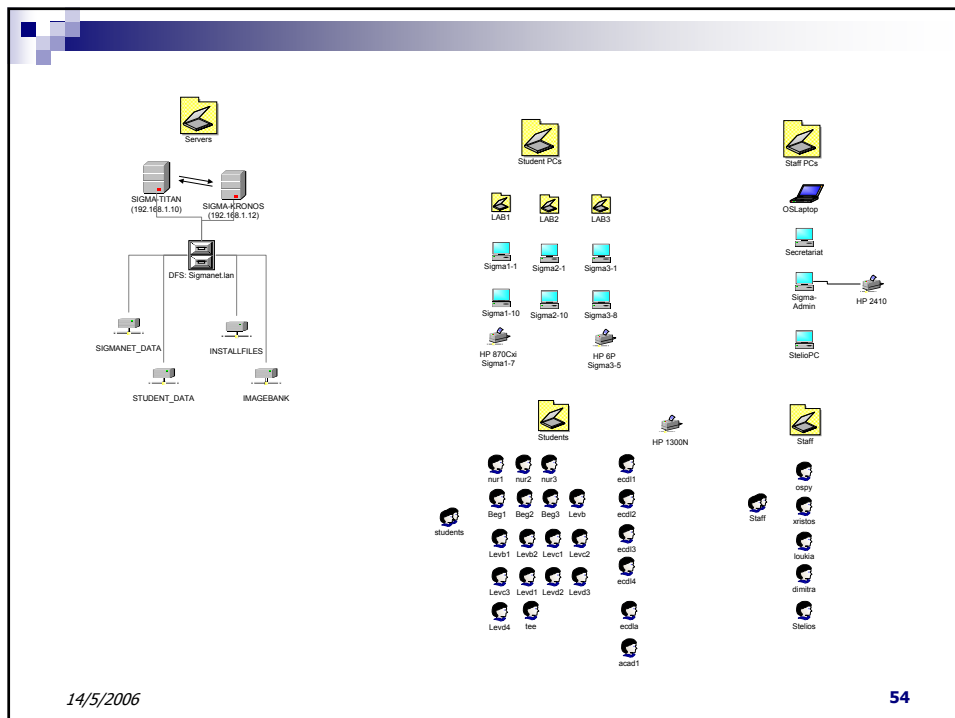 Servers
SIGMA-TITAN
(192.168.1.10)
SIGMA-KRONOS
(192.168.1.12)
DFS: Sigmanet.lan
SIGMANET_DATA
INSTALLFILES
STUDENT_DATA
IMAGEBANK
Student PCs
LAB1
LAB2
LAB3
Sigma1-1
Sigma2-1
Sigma3-1
Sigma1-10
Sigma2-10
Sigma3-8
HP 870Cxi
Sigma1-7
HP 6P
Sigma3-5
Staff PCs
OSLaptop
Secretariat
Sigma-
Admin
HP 2410
StelioPC
Students
HP 1300N
students
nur1 nur2 nur3
Beg1 Beg2 Beg3 Levb
Levb1 Levb2 Levc1 Levc2
Levc3 Levd1 Levd2 Levd3
Levd4 tee
ecdl1
ecdl2
ecdl3
ecdl4
ecdla
acad1
Staff
Staff
ospy
xristos
loukia
dimitra
Stelios
14/5/2006
54